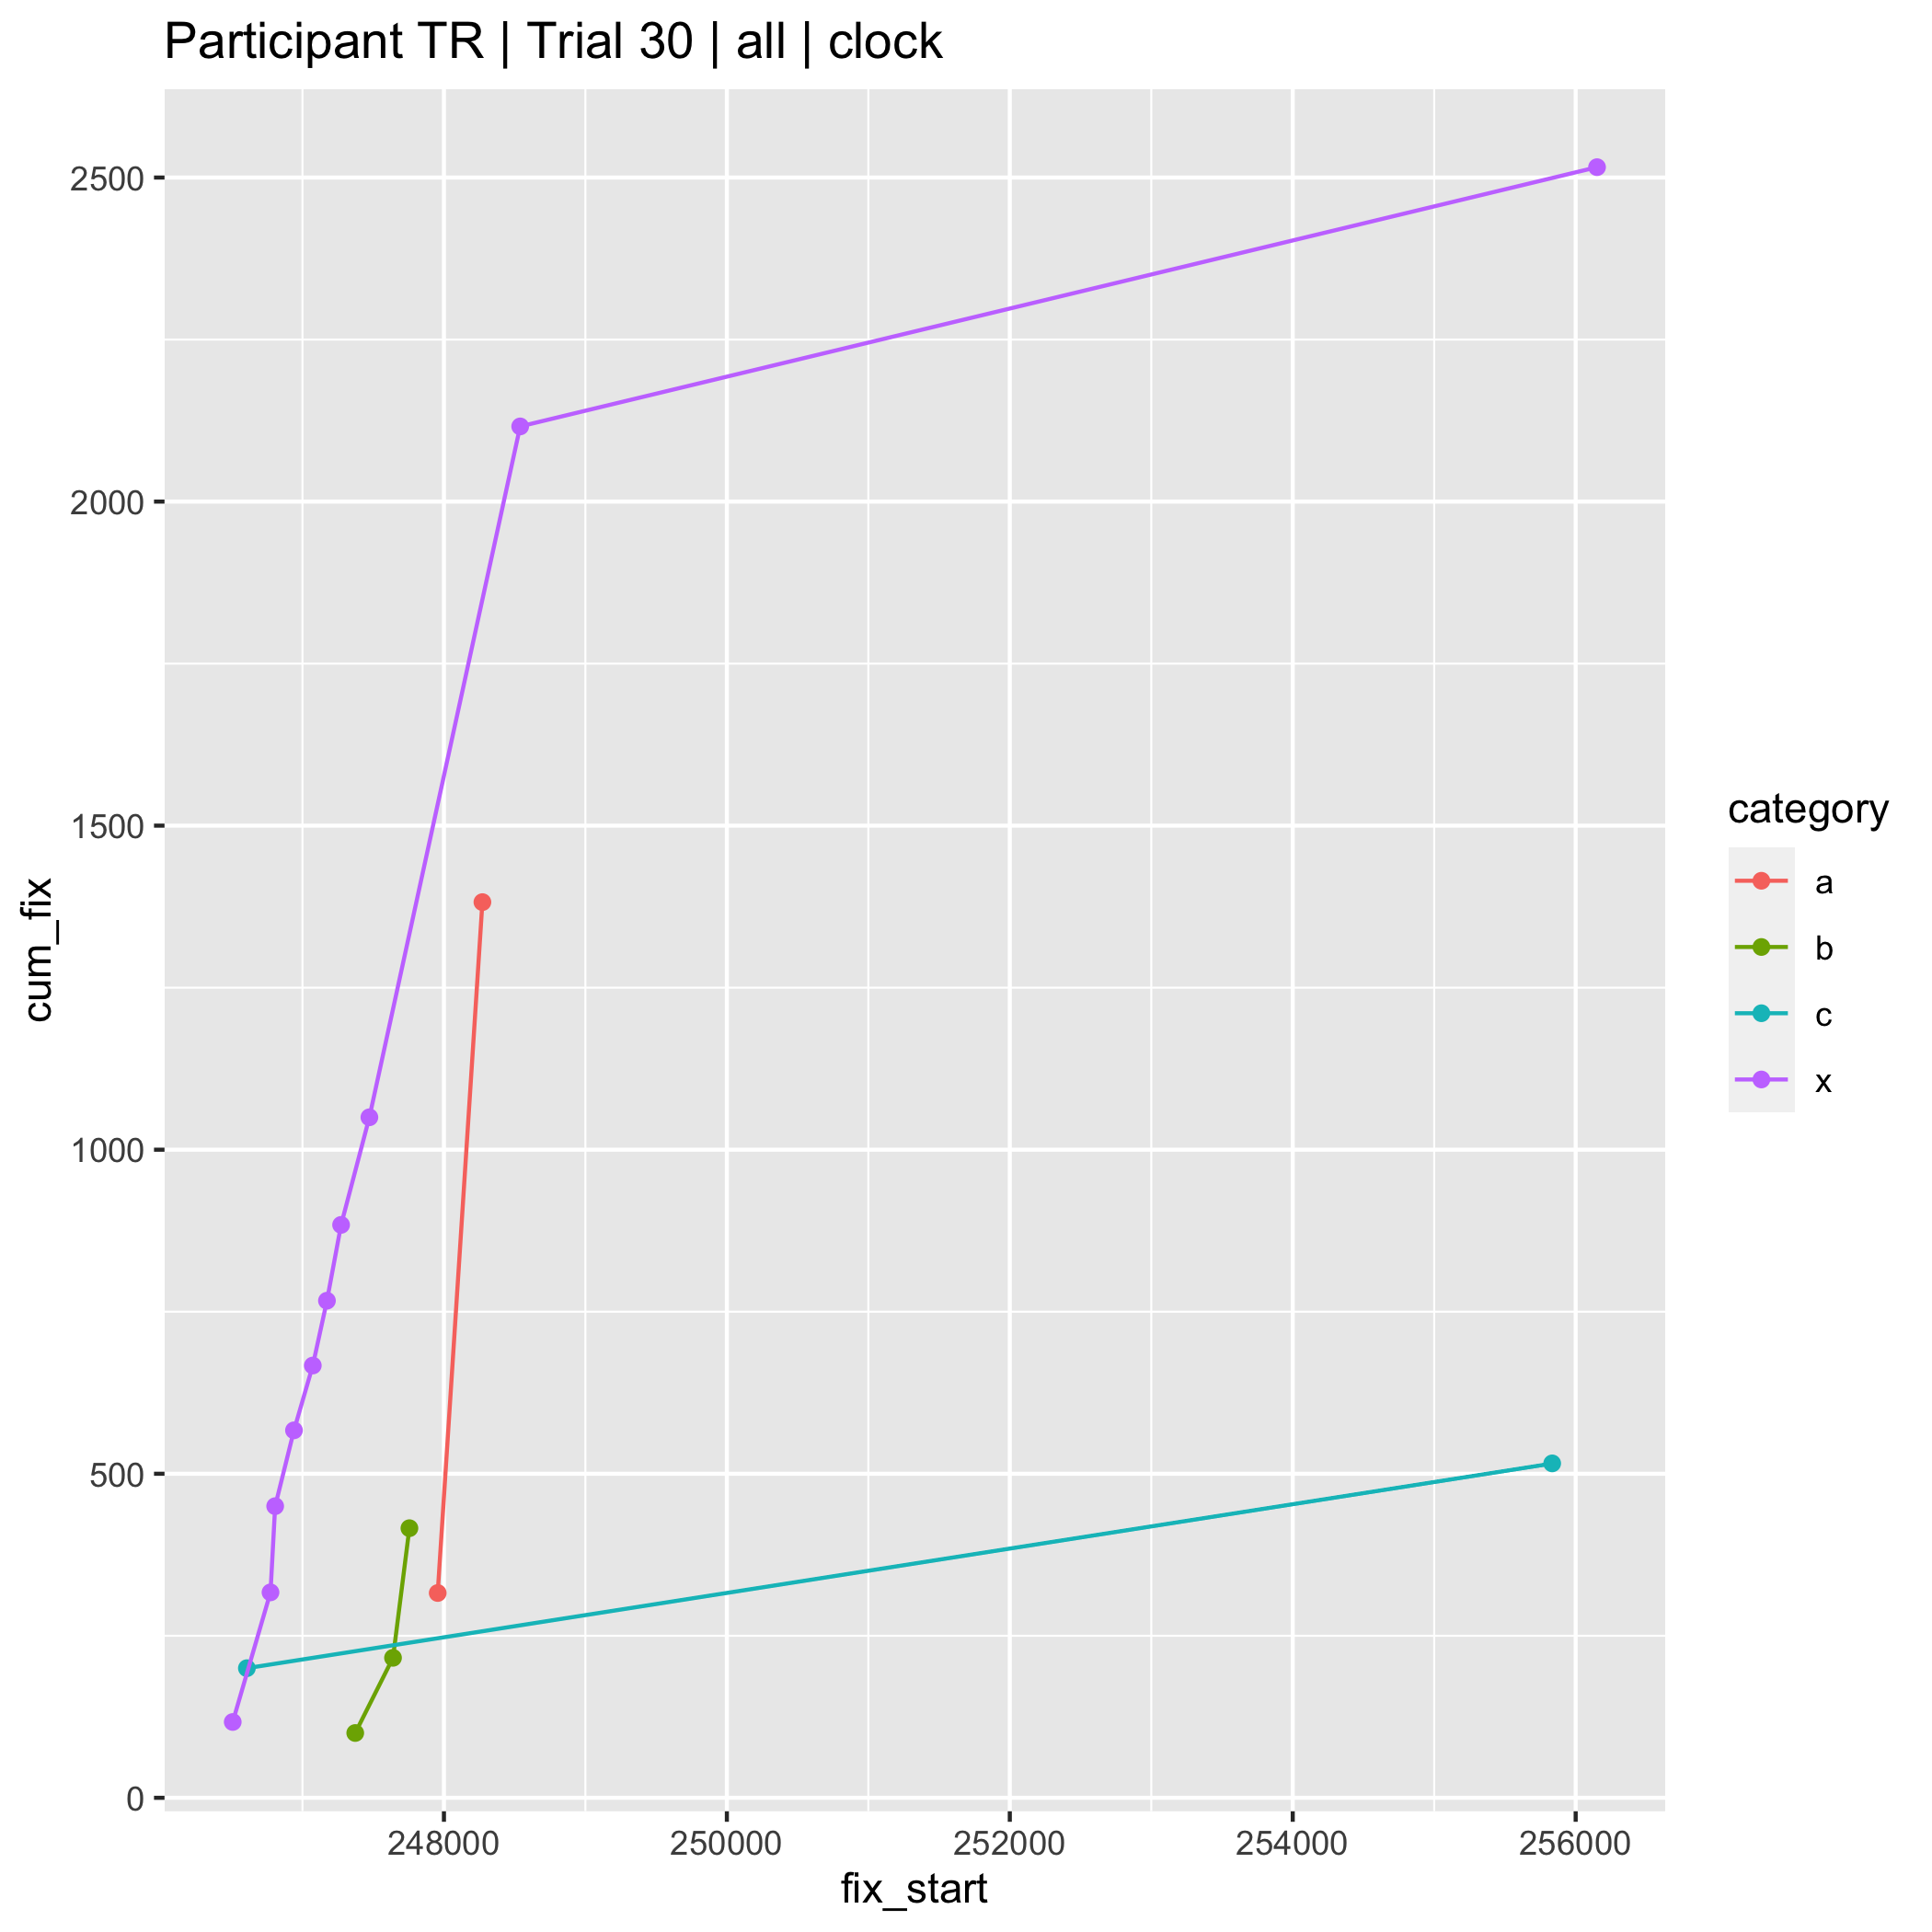 Participant TR | Trial 30 | all | clock
cum_fix
2500
2000
1500
1000
500
0
248000 250000 252000 254000 256000
fix_start
category
a
b
c
x